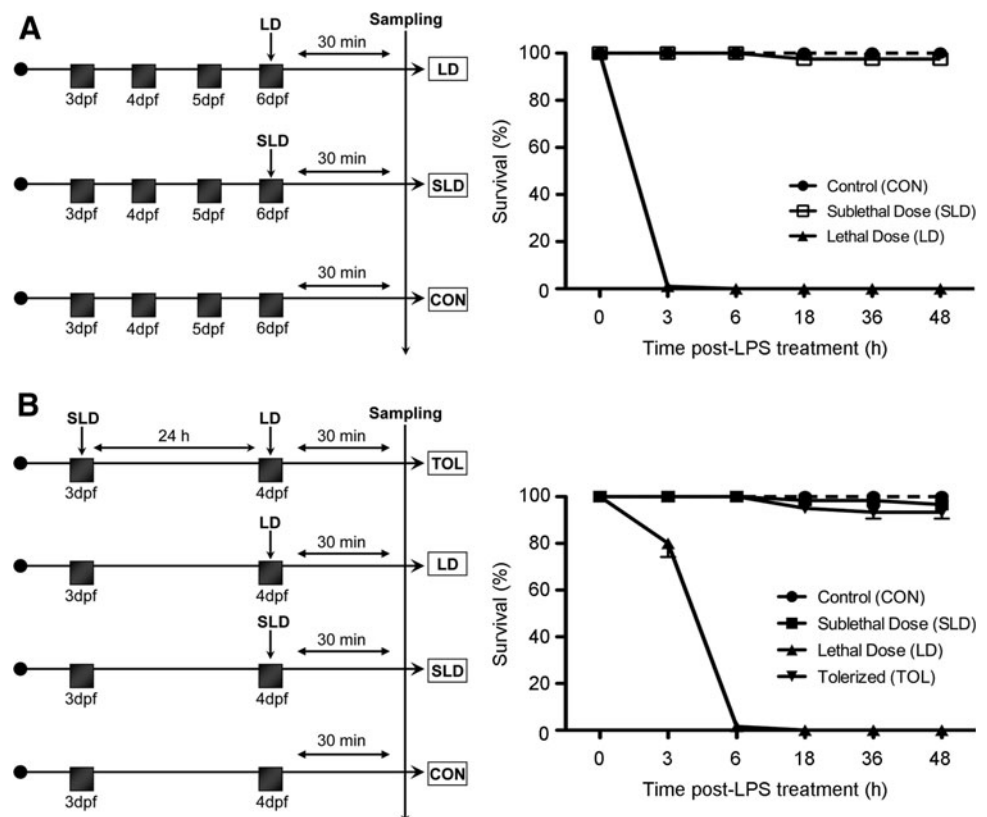 A
Sampling
LD
30 min
LD
3dpf 4dpf 5dpf 6dpf
SLD
30 min
SLD
3dpf 4dpf 5dpf 6dpf
30 min
CON
3dpf 4dpf 5dpf 6dpf
Survival (%)
100
80
60
40
20
0
Control (CON)
Sublethal Dose (SLD)
Lethal Dose (LD)
0 3 6 18 36 48
Time post-LPS treatment (h)
B
Sampling
SLD LD
24 h 30 min
TOL
3dpf 4dpf
LD
30 min
LD
3dpf 4dpf
SLD
30 min
SLD
3dpf 4dpf
30 min
CON
3dpf 4dpf
Survival (%)
100
80
60
40
20
0
Control (CON)
Sublethal Dose (SLD)
Lethal Dose (LD)
Tolerized (TOL)
0 3 6 18 36 48
Time post-LPS treatment (h)